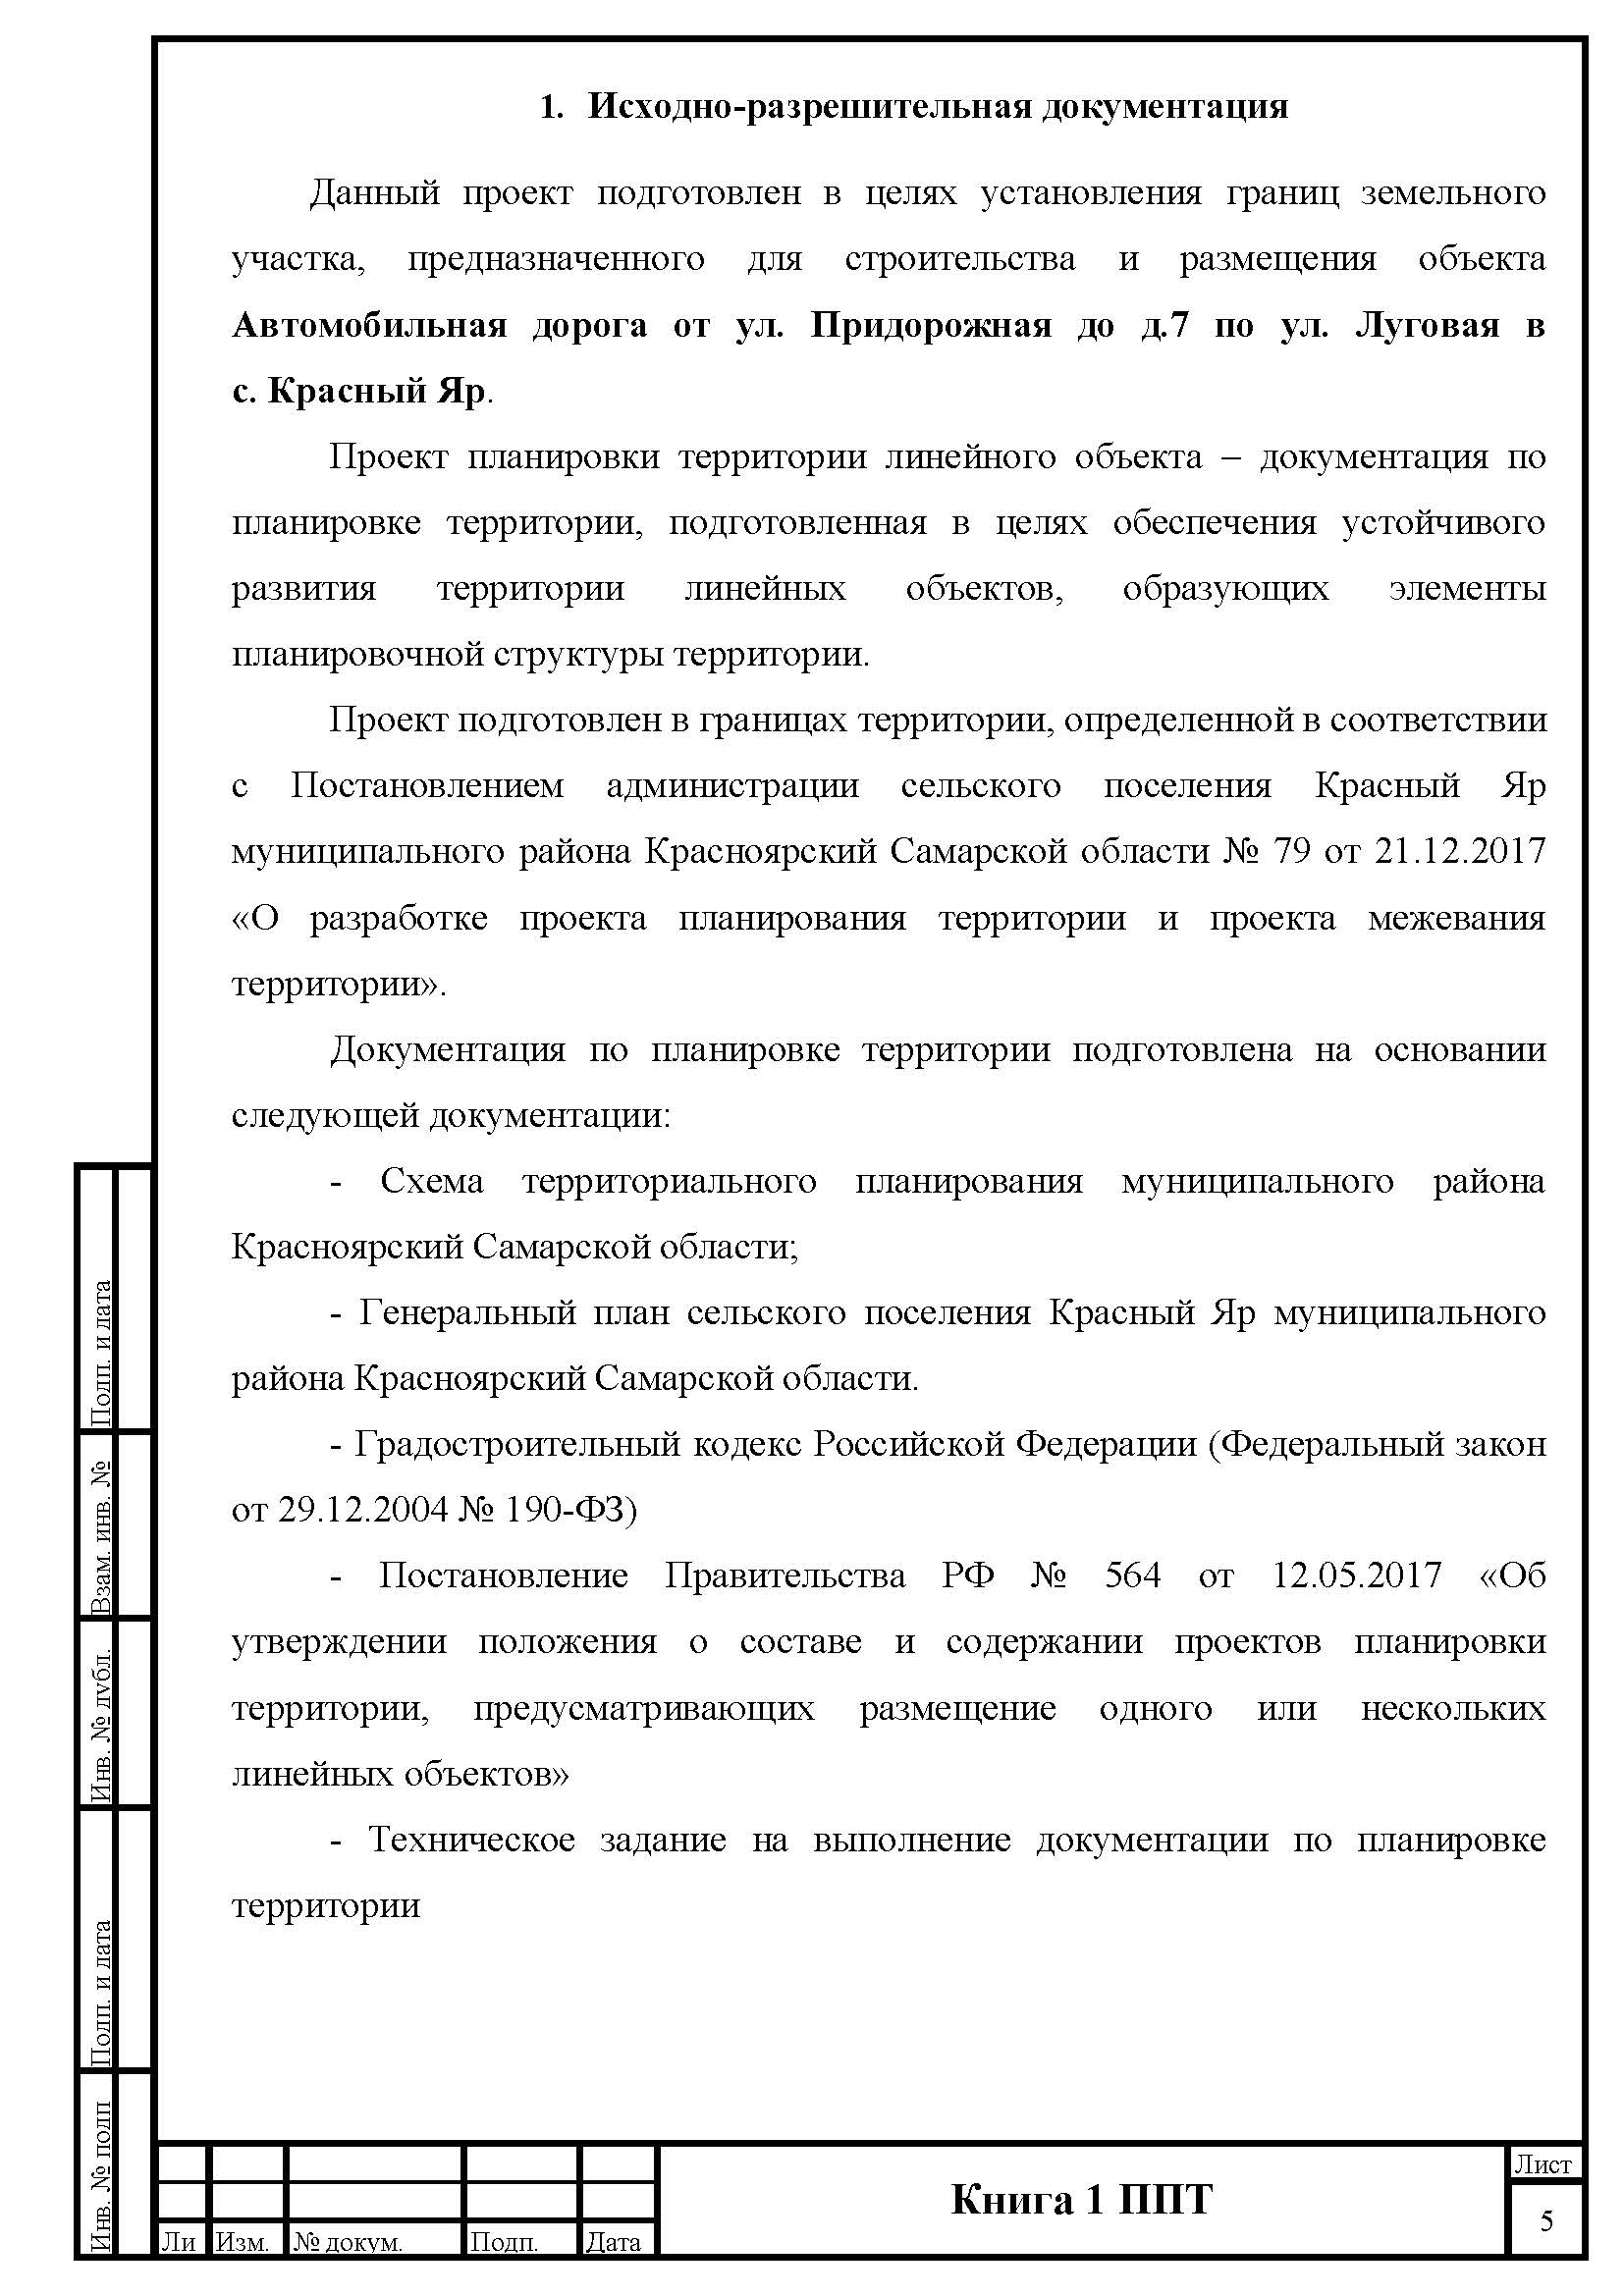 1. Исходно-разрешительная документация
Данный проект подготовлен в целях установления границ земельного
участка, предназначенного для строительства и размещения объекта
Автомобильная дорога от ул. Придорожная до д.7 по ул. Луговая в
с. Красный Яр.
Проект планировки территории линейного объекта – документация по
планировке территории, подготовленная в целях обеспечения устойчивого
развития территории линейных объектов, образующих элементы
планировочной структуры территории.
Проект подготовлен в границах территории, определенной в соответствии
с Постановлением администрации сельского поселения Красный Яр
муниципального района Красноярский Самарской области № 79 от 21.12.2017
«О разработке проекта планирования территории и проекта межевания
территории».
Документация по планировке территории подготовлена на основании
следующей документации:
- Схема территориального планирования муниципального района
Красноярский Самарской области;
- Генеральный план сельского поселения Красный Яр муниципального
района Красноярский Самарской области.
- Градостроительный кодекс Российской Федерации (Федеральный закон
от 29.12.2004 № 190-ФЗ)
- Постановление Правительства РФ № 564 от 12.05.2017 «Об
утверждении положения о составе и содержании проектов планировки
территории, предусматривающих размещение одного или нескольких
линейных объектов»
- Техническое задание на выполнение документации по планировке
территории
Подп. и дата
Взам. инв. №
Инв. № дубл.
Подп. и дата
Инв. № подп
Ли Изм. № докум. Подп. Дата
Книга 1 ППТ
Лист
5